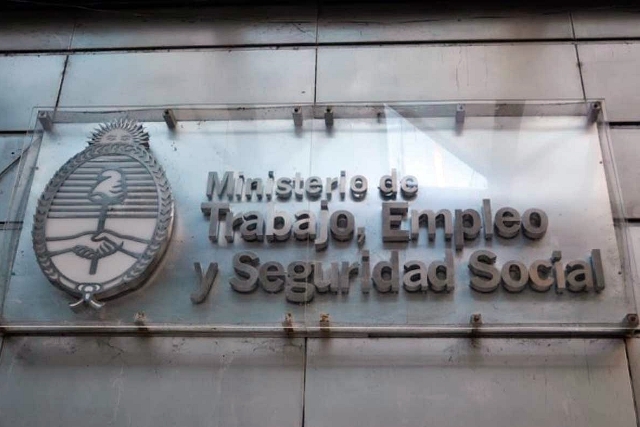 Ministerio de
Trabajo, Empleo
y Seguridad Social